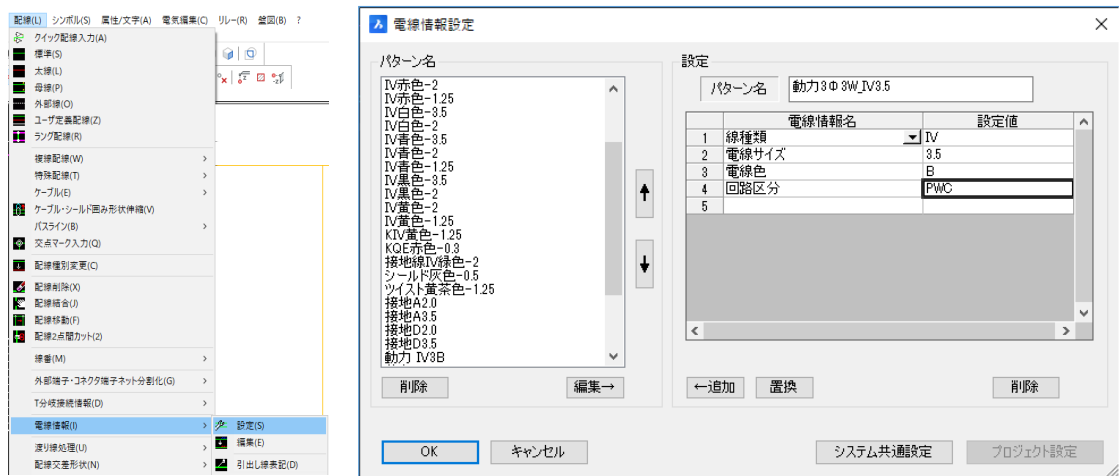 配線(L) シンボル(S) 属性/文字(A) 電気編集(C) リレー(R) 盤図(B) ?
クイック配線入力(A)
標準(S)
太線(L)
母線(P)
外部線(O)
ユーザ定義配線(Z)
ラング配線(R)
複線配線(W)
特殊配線(T)
ケーブル(E)
ケーブル・シールド囲み形状伸縮(V)
バスライン(B)
交点マーク入力(Q)
配線種別変更(C)
配線削除(X)
配線結合(J)
配線移動(F)
配線2点間カット(2)
線番(M)
外部端子・コネクタ端子ネット分割化(G)
T分岐接続情報(D)
電線情報(I)
渡り線処理(U)
配線交差形状(N)
設定(S)
編集(E)
引出し線表記(D)
電線情報設定
パターン名
IV赤色-2
IV赤色-1.25
IV白色-3.5
IV白色-2
IV青色-3.5
IV青色-2
IV青色-1.25
IV黒色-3.5
IV黒色-2
IV黄色-2
IV黄色-1.25
KIV黄色-1.25
KQE赤色-0.3
接地線IV緑色-2
シールド灰色-0.5
ツイスト黄茶色-1.25
接地A2.0
接地A3.5
接地D2.0
接地D3.5
動力 IV3B
削除
編集→
設定
パターン名 動力3Φ3W_IV3.5
電線情報名 設定値
1 線種類 IV
2 電線サイズ 3.5
3 電線色 B
4 回路区分 PWC
5
←追加 置換 削除
OK キャンセル システム共通設定 プロジェクト設定